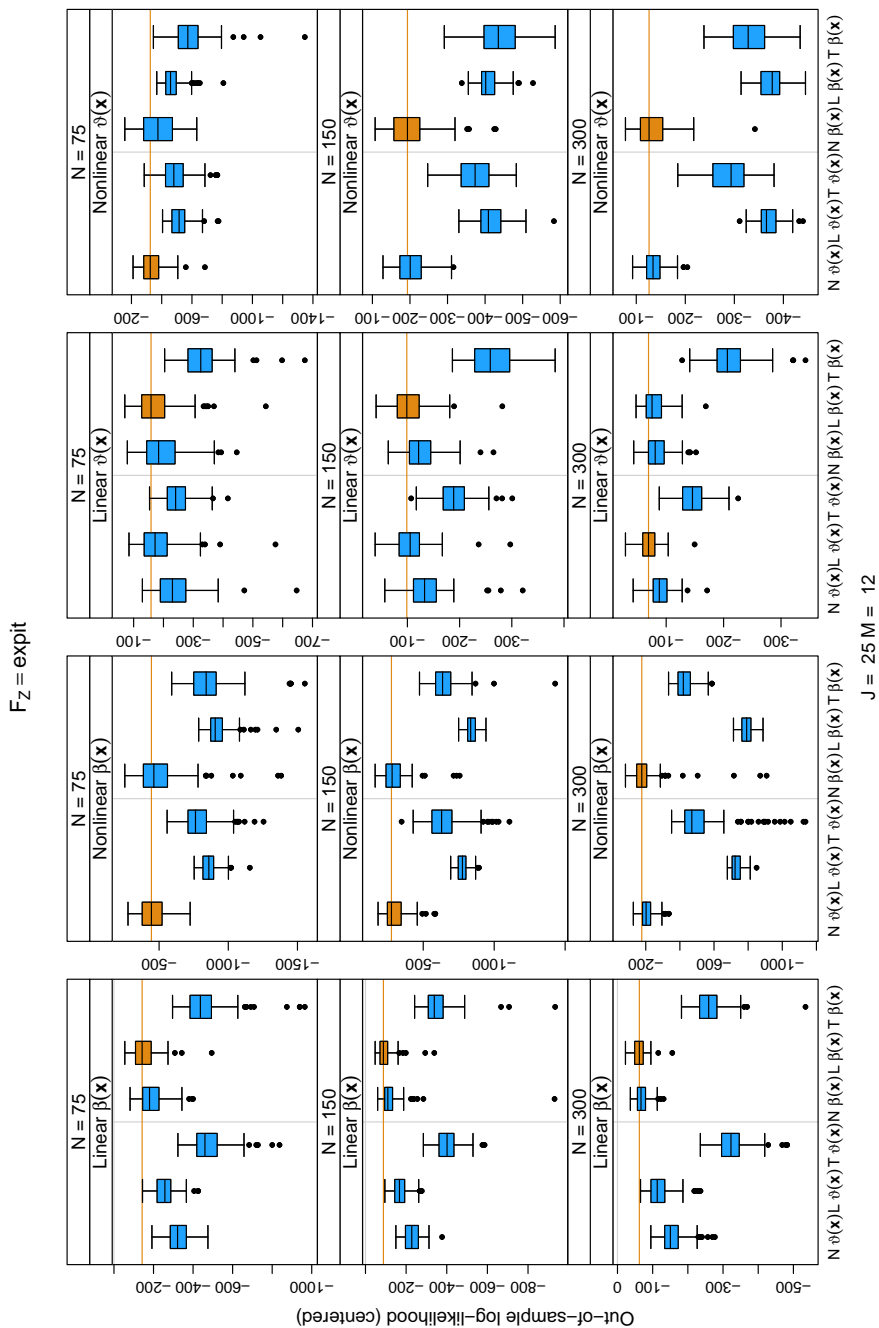 F_Z = expit
N = 75
N = 75
N = 75
N = 75
Linear β(x)
Nonlinear β(x)
Linear ϑ(x)
Nonlinear ϑ(x)
−200 −400 −600 −1000
−500 −1000 −1500
−100 −300 −500 −700
−200 −600 −1000 −1400
N = 150
N = 150
N = 150
N = 150
Linear β(x)
Nonlinear β(x)
Linear ϑ(x)
Nonlinear ϑ(x)
−200 −400 −600 −800
−500 −1000
−100 −200 −300
−100 −200 −300 −400 −500 −600
N = 300
N = 300
N = 300
N = 300
Linear β(x)
Nonlinear β(x)
Linear ϑ(x)
Nonlinear ϑ(x)
0 −100 −300 −500
−200 −600 −1000
−100 −200 −300
−100 −200 −300 −400
N ϑ(x) L ϑ(x) T ϑ(x) N β(x) L β(x) T β(x)
N ϑ(x) L ϑ(x) T ϑ(x) N β(x) L β(x) T β(x)
N ϑ(x) L ϑ(x) T ϑ(x) N β(x) L β(x) T β(x)
N ϑ(x) L ϑ(x) T ϑ(x) N β(x) L β(x) T β(x)
Out−of−sample log−likelihood (centered)
J = 25 M = 12